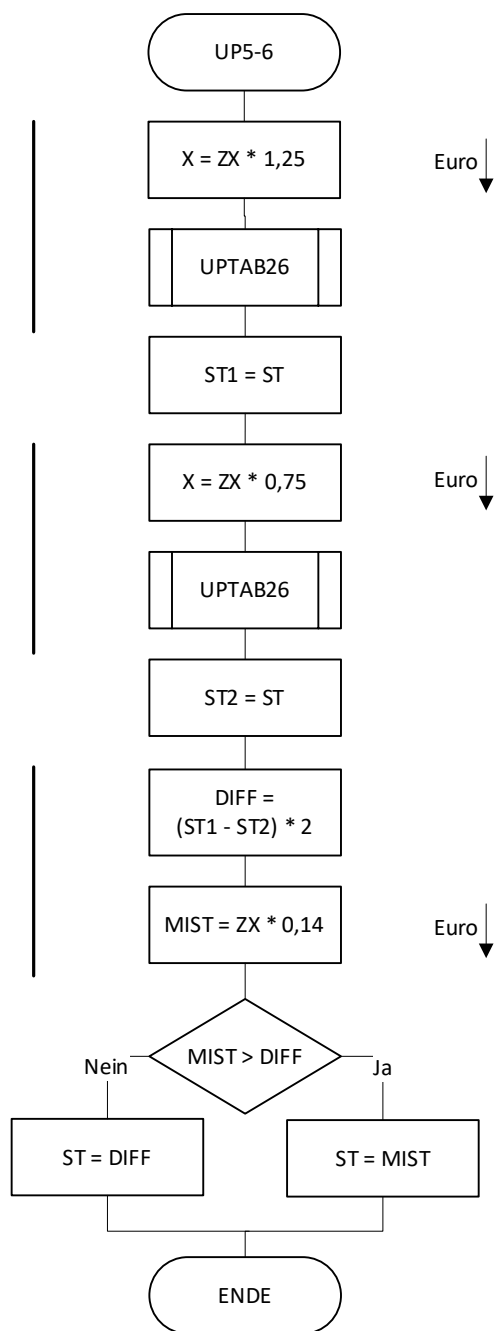 UP5-6
X = ZX * 1,25
Euro
UPTAB26
ST1 = ST
X = ZX * 0,75
Euro
UPTAB26
ST2 = ST
DIFF =
(ST1 - ST2) * 2
MIST = ZX * 0,14
Euro
MIST > DIFF
Nein
Ja
ST = DIFF
ST = MIST
ENDE